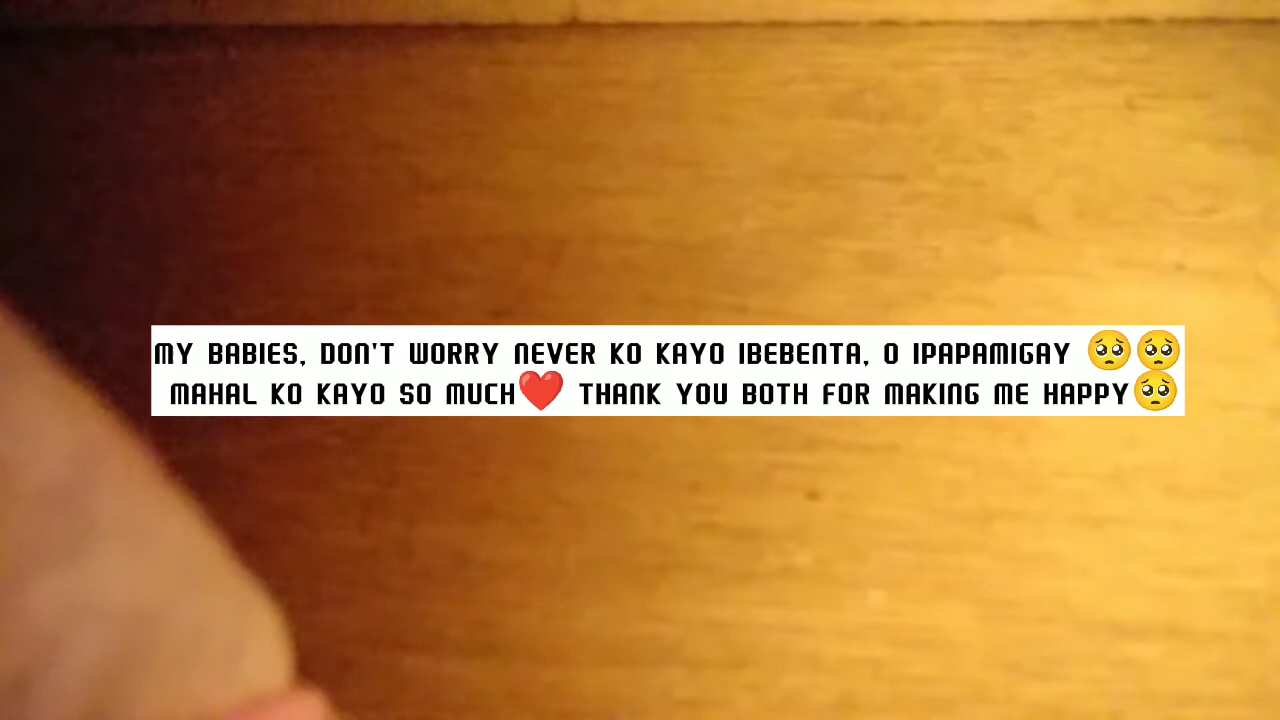 MY BABIES, DON'T WORRY NEVER KO KAYO IBEBENTA, O IPAPAMIGAY 🥺🥺
MAHAL KO KAYO SO MUCH❤️ THANK YOU BOTH FOR MAKING ME HAPPY🥺